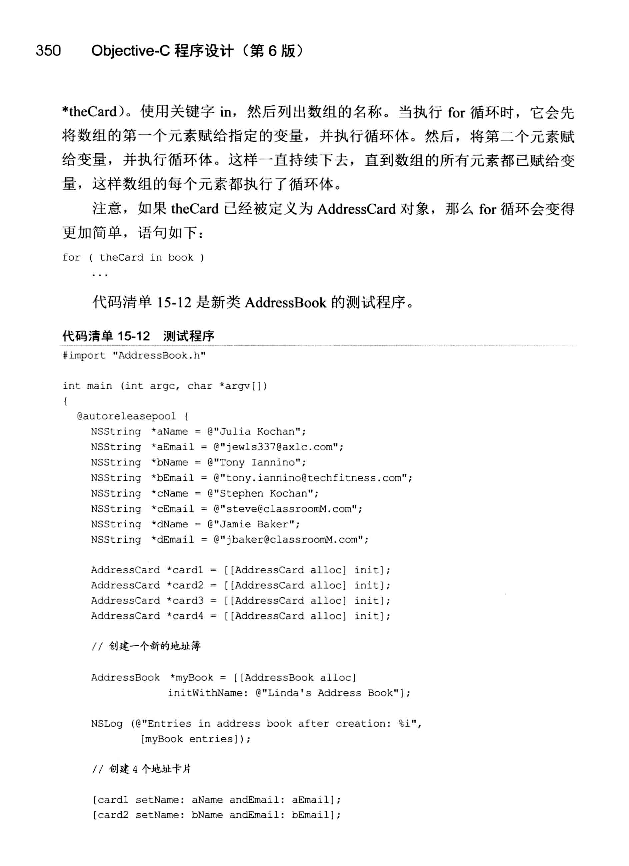 350 Objective-C 程序设计（第 6 版）
*theCard）。使用关键字 in，然后列出数组的名称。当执行 for 循环时，它会先
将数组的第一个元素赋给指定的变量，并执行循环体。然后，将第二个元素赋
给变量，并执行循环体。这样一直持续下去，直到数组的所有元素都已赋给变
量，这样数组的每个元素都执行了循环体。
注意，如果 theCard 已经被定义为 AddressCard 对象，那么 for 循环会变得
更加简单，语句如下：
for ( theCard in book )
...
代码清单 15-12 是新类 AddressBook 的测试程序。
代码清单 15-12 测试程序
#import "AddressBook.h"
int main (int argc, char *argv[])
{
@autoreleasepool {
NSString *aName = @"Julia Kochan";
NSString *aEmail = @"jewls337@axlc.com";
NSString *bName = @"Tony Iannino";
NSString *bEmail = @"tony.iannino@techfitness.com";
NSString *cName = @"Stephen Kochan";
NSString *cEmail = @"steve@classroomM.com";
NSString *dName = @"Jamie Baker";
NSString *dEmail = @"jbaker@classroomM.com";
AddressCard *card1 = [[AddressCard alloc] init];
AddressCard *card2 = [[AddressCard alloc] init];
AddressCard *card3 = [[AddressCard alloc] init];
AddressCard *card4 = [[AddressCard alloc] init];
// 创建一个新的地址簿
AddressBook *myBook = [[AddressBook alloc]
initWithName: @"Linda's Address Book"];
NSLog (@"Entries in address book after creation: %i",
[myBook entries]);
// 创建 4 个地址卡片
[card1 setName: aName andEmail: aEmail];
[card2 setName: bName andEmail: bEmail];